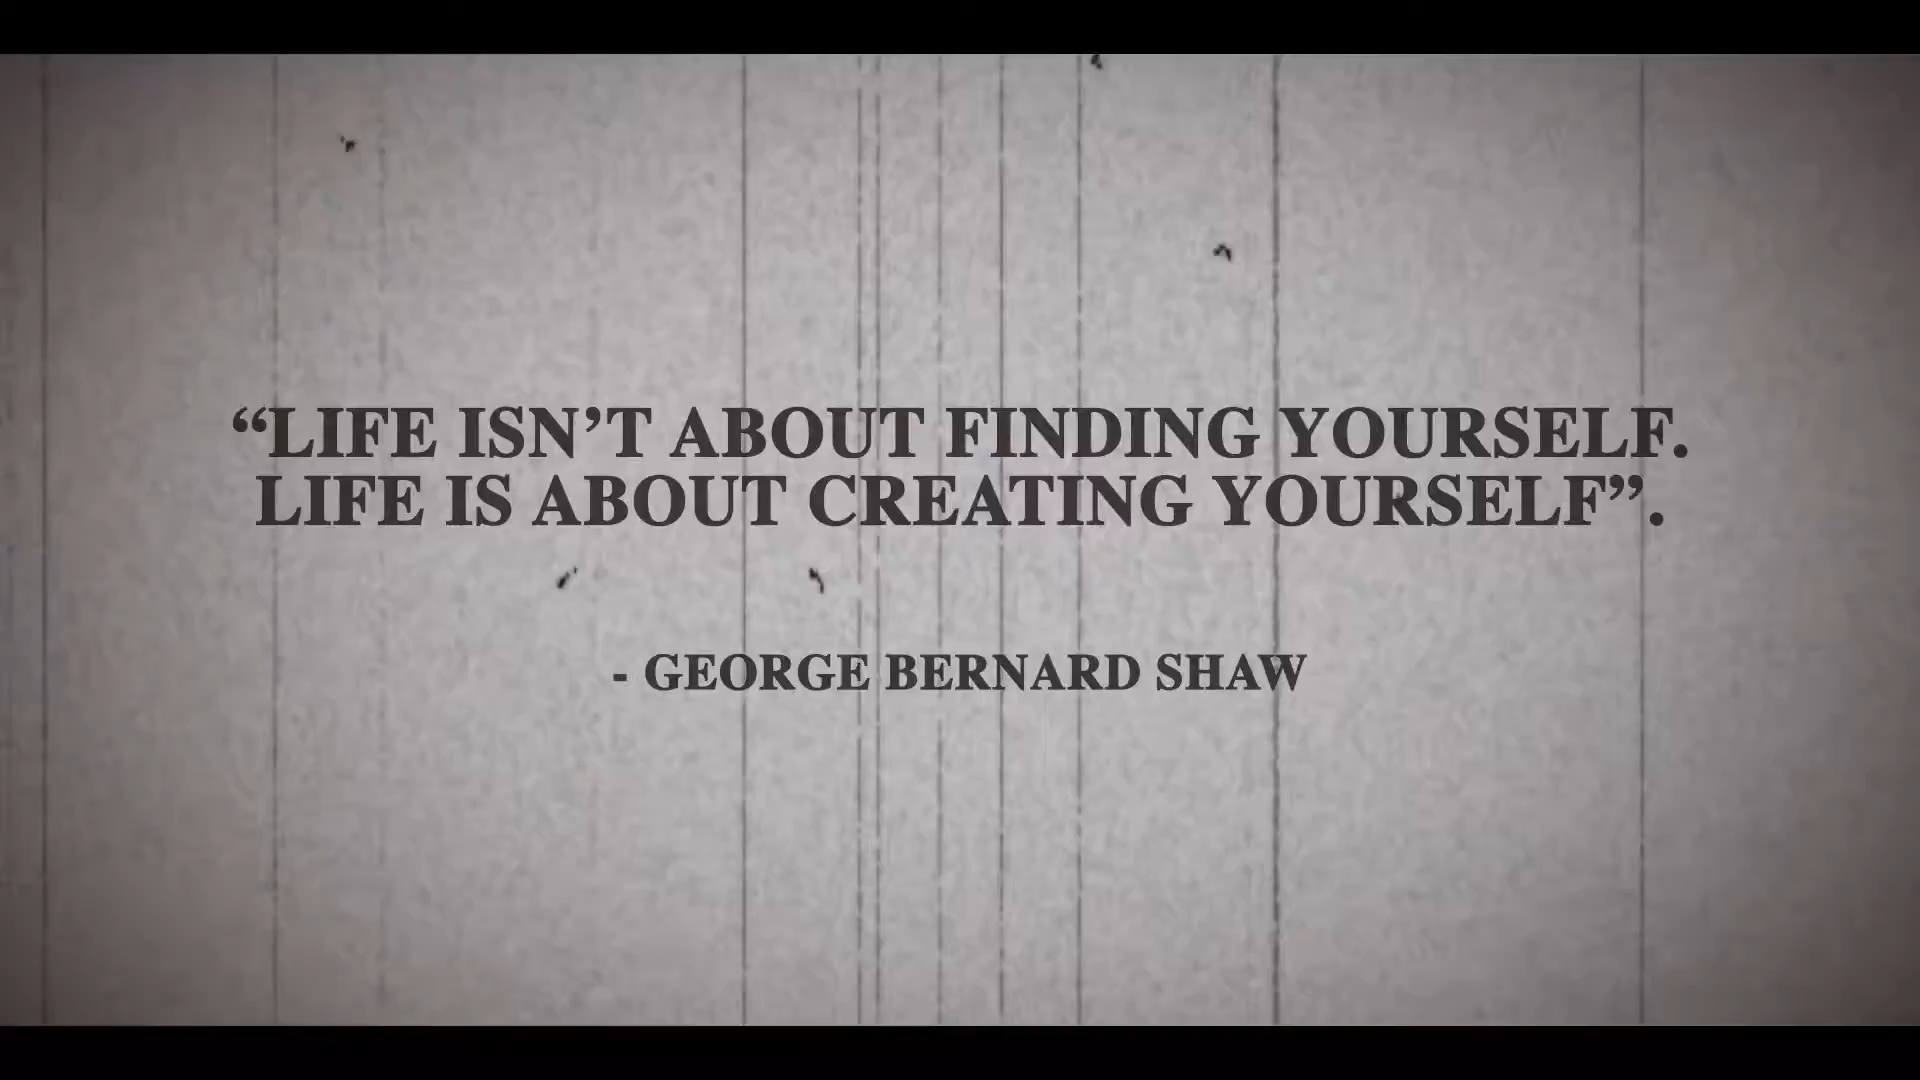 “LIFE ISN’T ABOUT FINDING YOURSELF.
LIFE IS ABOUT CREATING YOURSELF”.
- GEORGE BERNARD SHAW